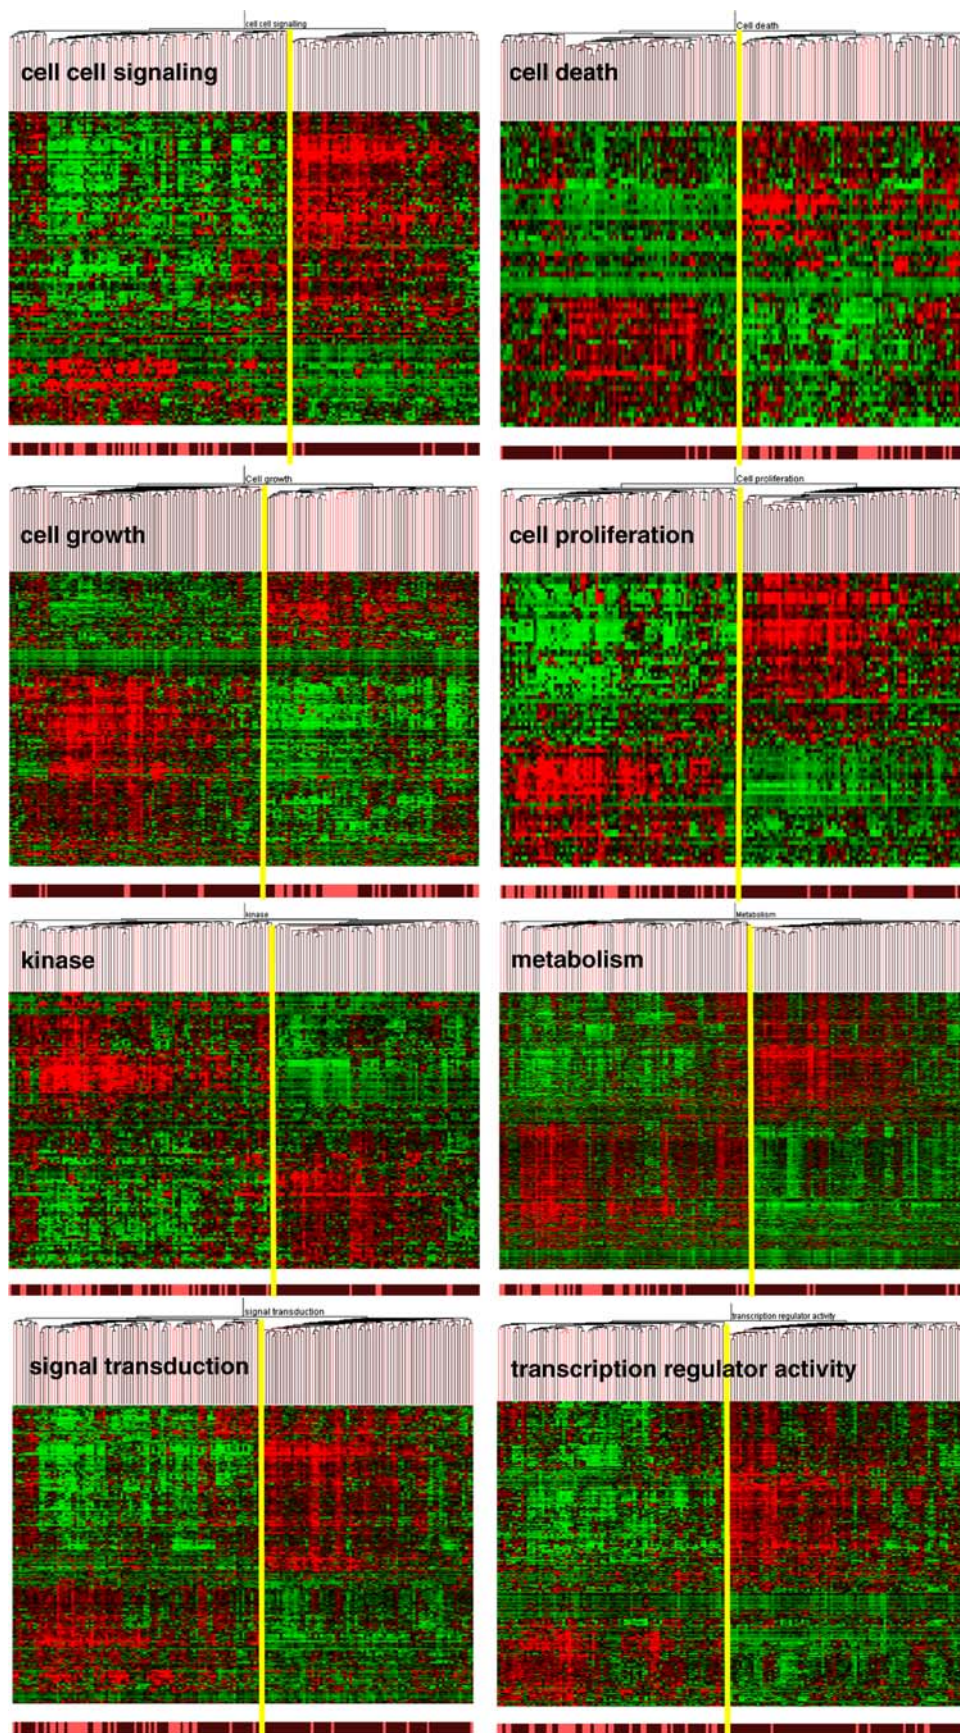 cell cell signalling
cell cell signaling
Cell death
cell death
Cell growth
cell growth
Cell proliferation
cell proliferation
kinase
kinase
Metabolism
metabolism
signal transduction
signal transduction
transcription regulator activity
transcription regulator activity